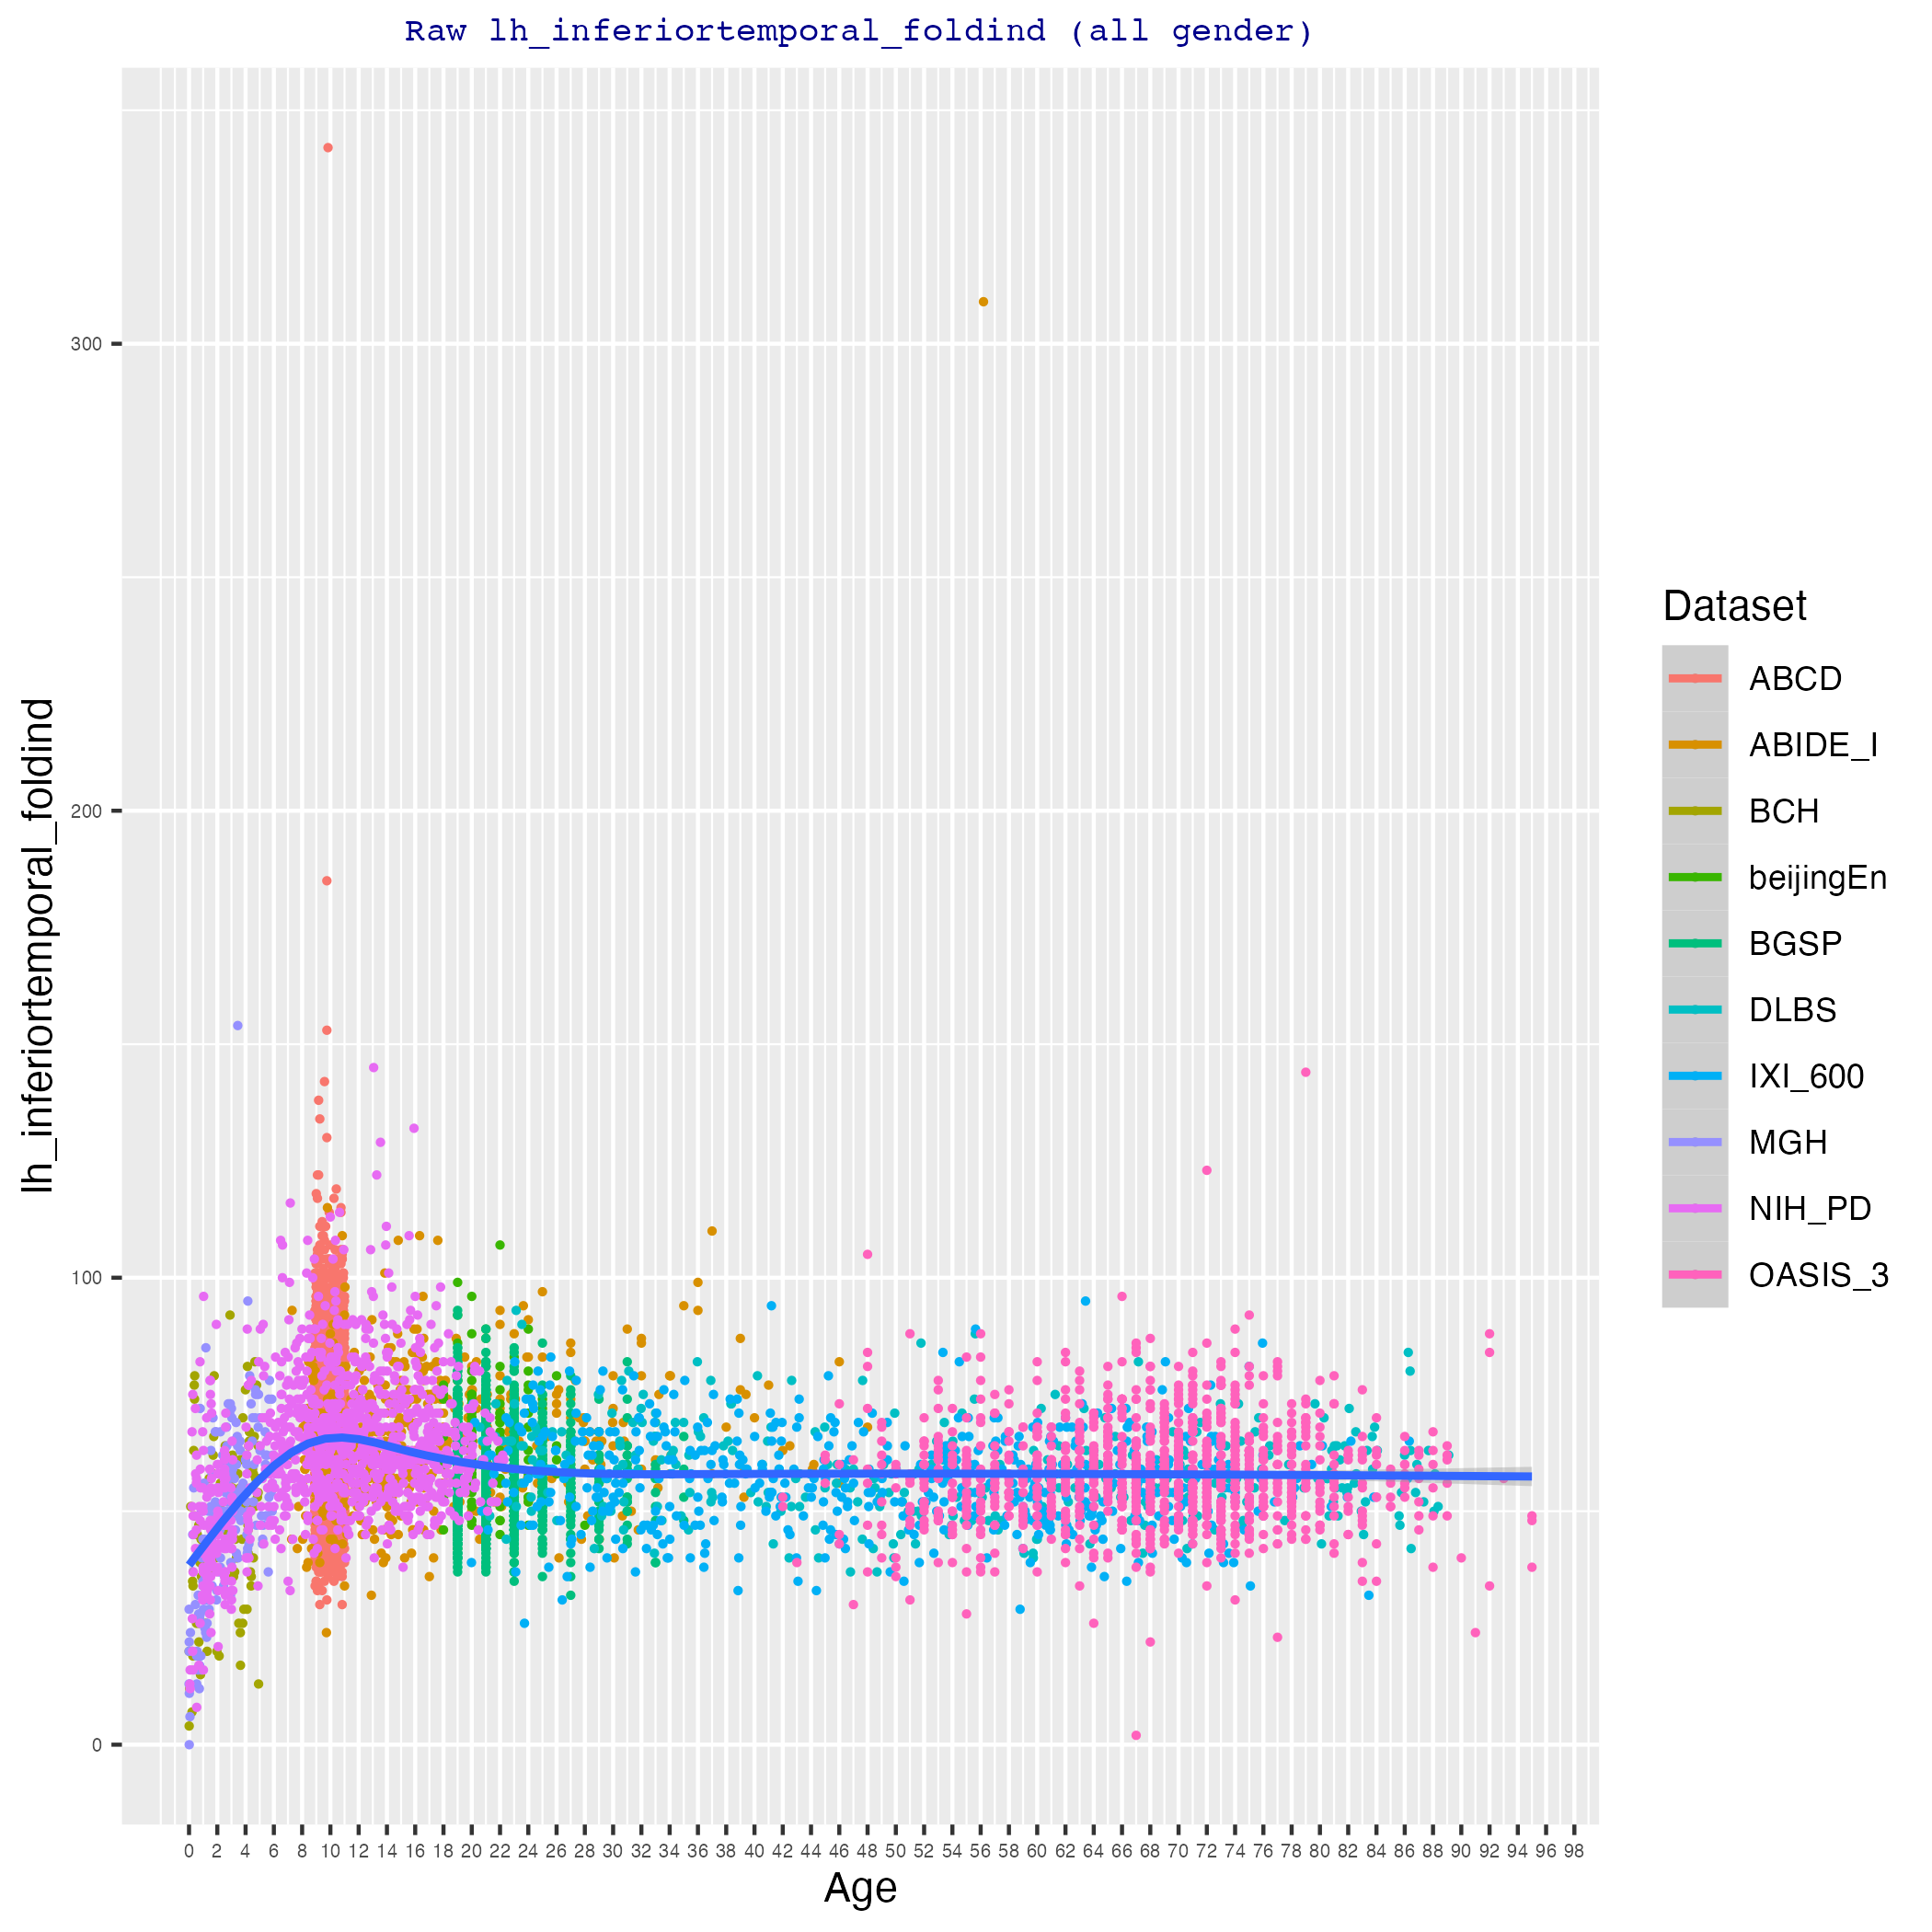 Raw lh_inferiortemporal_foldind (all gender)
lh_inferiortemporal_foldind
300
200
100
0
0 2 4 6 8 10 12 14 16 18 20 22 24 26 28 30 32 34 36 38 40 42 44 46 48 50 52 54 56 58 60 62 64 66 68 70 72 74 76 78 80 82 84 86 88 90 92 94 96 98
Age
Dataset
ABCD
ABIDE_I
BCH
beijingEn
BGSP
DLBS
IXI_600
MGH
NIH_PD
OASIS_3